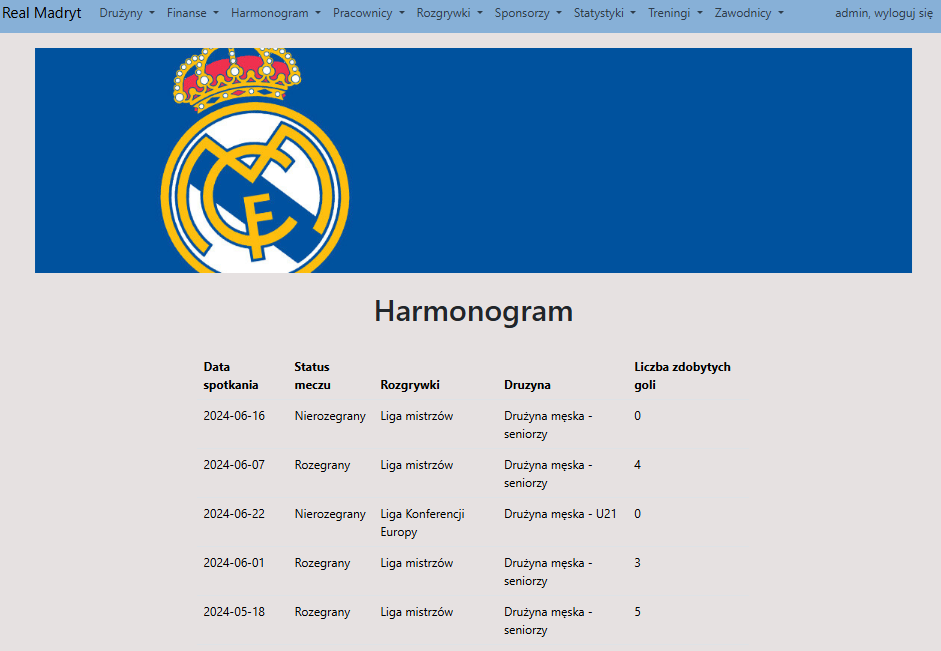 Real Madryt Drużyny Finanse Harmonogram Pracownicy Rozgrywki Sponsorzy Statystyki Treningi Zawodnicy admin, wyloguj się
Harmonogram
Data spotkania Status meczu Rozgrywki Druzyna Liczba zdobytych goli
2024-06-16 Nierozegrany Liga mistrzów Drużyna męska - seniorzy 0
2024-06-07 Rozegrany Liga mistrzów Drużyna męska - seniorzy 4
2024-06-22 Nierozegrany Liga Konferencji Europy Drużyna męska - U21 0
2024-06-01 Rozegrany Liga mistrzów Drużyna męska - seniorzy 3
2024-05-18 Rozegrany Liga mistrzów Drużyna męska - seniorzy 5